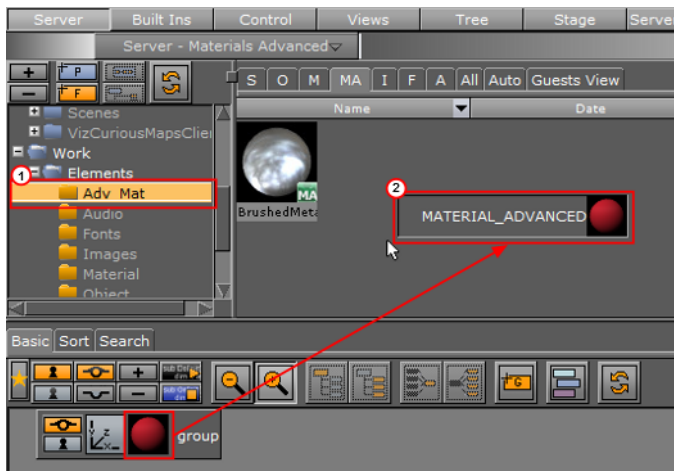 Server Built Ins Control Views Tree Stage Server
Server - Materials Advanced
P
F
S O M MA I F A All Auto Guests View
Name Date
Scenes
VizCuriousMapsClie
Work
1
Elements
Adv_Mat
Audio
Fonts
Images
Material
Object
MA
BrushedMeta
2
MATERIAL_ADVANCED
Basic Sort Search
G
group